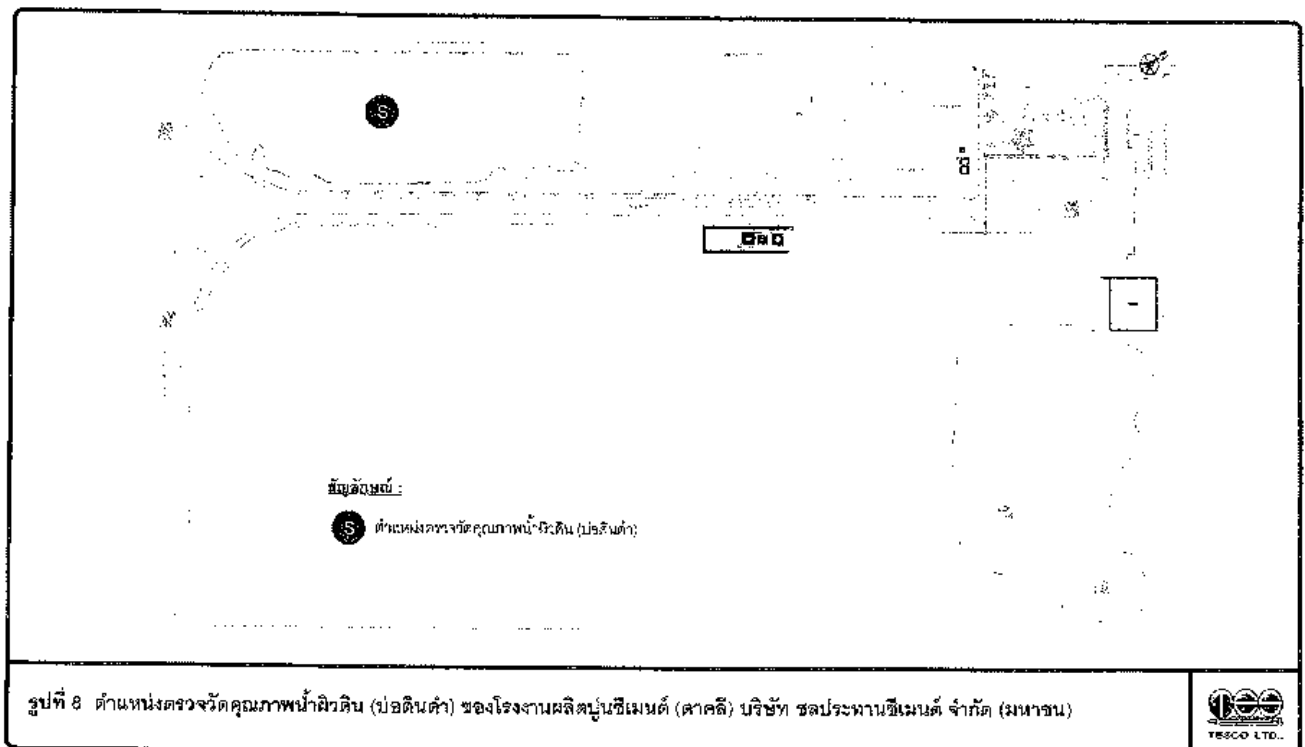 S
สัญลักษณ์ :
S ตำแหน่งตรวจวัดคุณภาพน้ำผิวดิน (บ่อดินดำ)
รูปที่ 8 ตำแหน่งตรวจวัดคุณภาพน้ำผิวดิน (บ่อดินดำ) ของโรงงานผลิตปูนซีเมนต์ (ตาคลี) บริษัท ชลประทานซีเมนต์ จำกัด (มหาชน)
TESCO LTD.